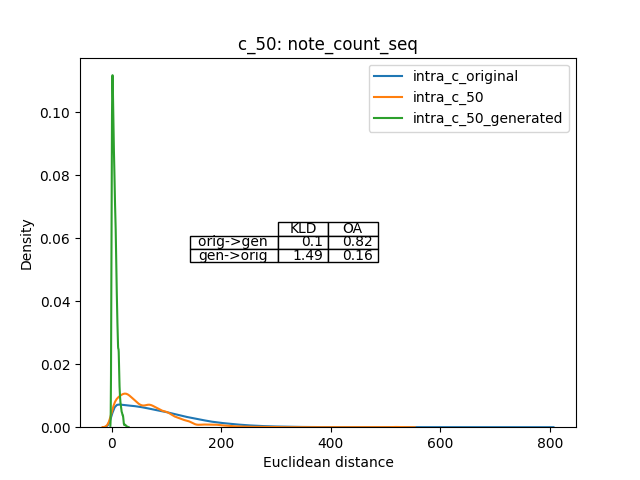 c_50: note_count_seq
intra_c_original
intra_c_50
intra_c_50_generated
Density
0.10
0.08
0.06
0.04
0.02
0.00
KLD OA
orig->gen 0.1 0.82
gen->orig 1.49 0.16
0 200 400 600 800
Euclidean distance